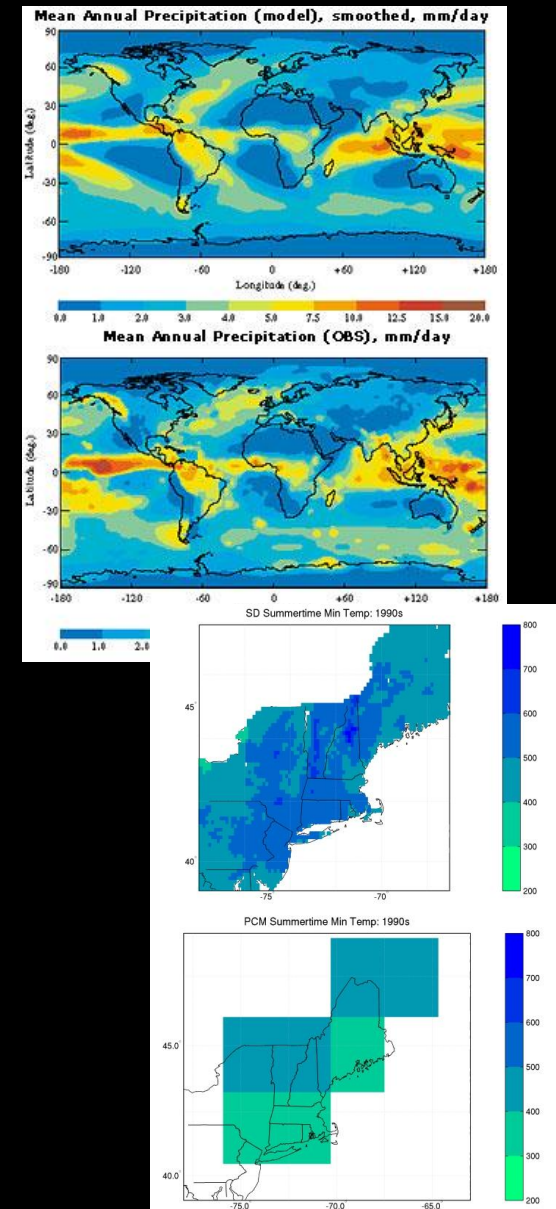 Mean Annual Precipitation (model), smoothed, mm/day
90
60
30
0
-30
-60
-90
Latitude (deg.)
-180 -120 -60 0 +60 +120 +180
Longitude (deg.)
0.0 1.0 2.0 3.0 4.0 5.0 7.5 10.0 12.5 15.0 20.0
Mean Annual Precipitation (OBS), mm/day
90
60
30
0
-30
-60
-90
Latitude (deg.)
-180 -120 -60 0 +60 +120 +180
0.0 1.0 2.0
SD Summertime Min Temp: 1990s
45
40
-75 -70
800
700
600
500
400
300
200
PCM Summertime Min Temp: 1990s
45.0
40.0
-75.0 -70.0 -65.0
800
700
600
500
400
300
200